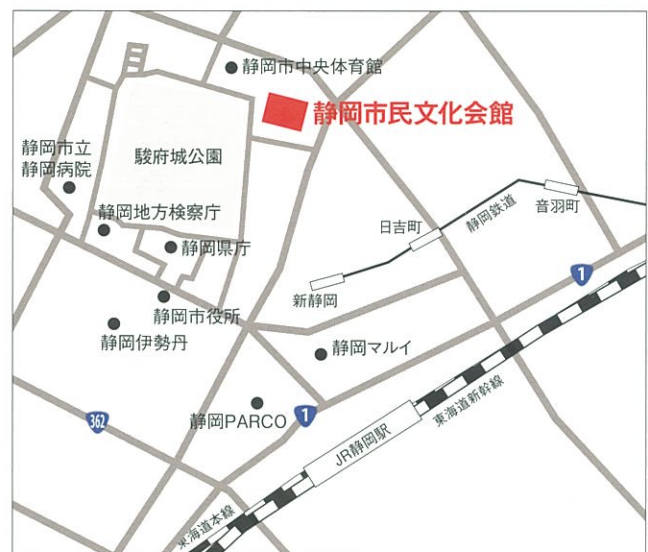 静岡市中央体育館
静岡市民文化会館
静岡市立
静岡病院
駿府城公園
静岡地方検察庁
静岡県庁
日吉町
静岡鉄道
音羽町
新静岡
1
静岡市役所
静岡伊勢丹
静岡マルイ
362
静岡PARCO
1
JR静岡駅
東海道新幹線
東海道本線